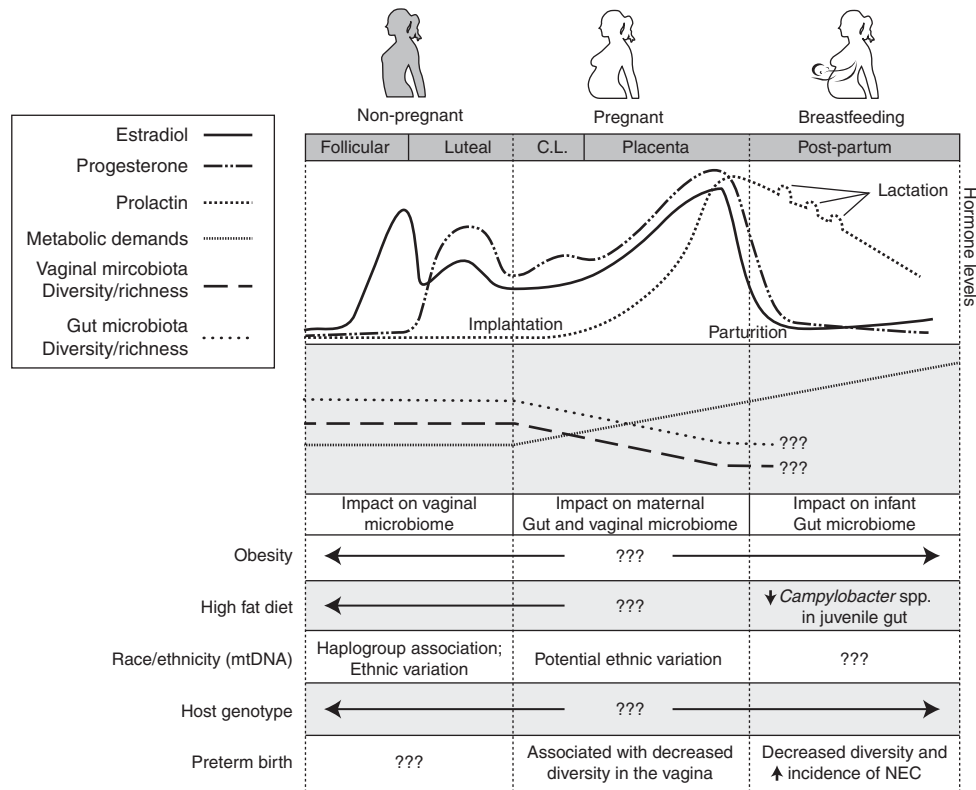 Non-pregnant
Pregnant
Breastfeeding
Estradiol
Progesterone
Prolactin
Metabolic demands
Vaginal mircobiota
Diversity/richness
Gut microbiota
Diversity/richness
Follicular
Luteal
C.L.
Placenta
Post-partum
Lactation
Hormone levels
Implantation
Parturition
???
???
Impact on vaginal
microbiome
Impact on maternal
Gut and vaginal microbiome
Impact on infant
Gut microbiome
Obesity
???
High fat diet
???
Campylobacter spp.
in juvenile gut
Race/ethnicity (mtDNA)
Haplogroup association;
Ethnic variation
Potential ethnic variation
???
Host genotype
???
Preterm birth
???
Associated with decreased
diversity in the vagina
Decreased diversity and
incidence of NEC